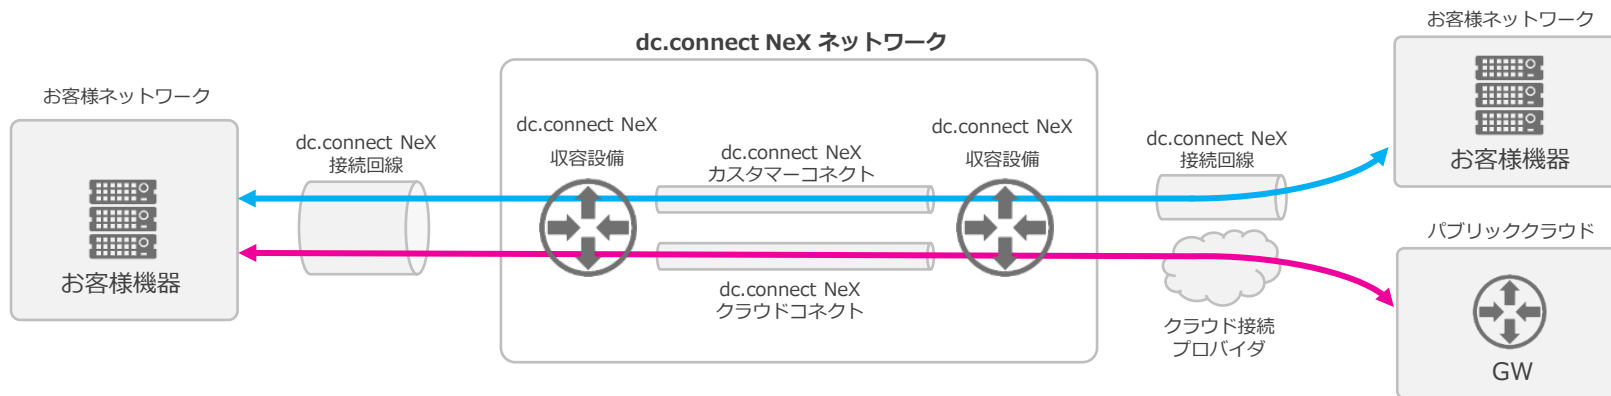 お客様ネットワーク
お客様機器
dc.connect NeX
接続回線
dc.connect NeX ネットワーク
dc.connect NeX
収容設備
dc.connect NeX
カスタマーコネクト
dc.connect NeX
クラウドコネクト
dc.connect NeX
収容設備
dc.connect NeX
接続回線
クラウド接続
プロバイダ
お客様ネットワーク
お客様機器
パブリッククラウド
GW